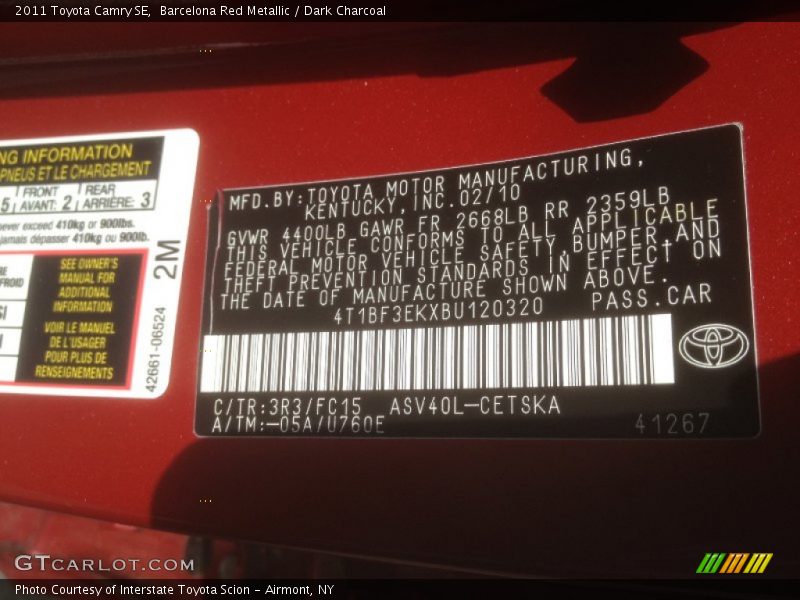 2011 Toyota Camry SE, Barcelona Red Metallic / Dark Charcoal
NG INFORMATION
PNEUS ET LE CHARGEMENT
5 FRONT AVANT: 2 REAR ARRIÈRE: 3
never exceed 410kg or 900lbs.
jamais dépasser 410kg ou 900lb.
SEE OWNER'S
MANUAL FOR
ADDITIONAL
INFORMATION
VOIR LE MANUEL
DE L'USAGER
POUR PLUS DE
RENSEIGNEMENTS
2M
42661-06524
MFD.BY:TOYOTA MOTOR MANUFACTURING,
KENTUCKY,INC.02/10
GVWR 4400LB GAWR FR 2668LB RR 2359LB
THIS VEHICLE CONFORMS TO ALL APPLICABLE
FEDERAL MOTOR VEHICLE SAFETY,BUMPER,AND
THEFT PREVENTION STANDARDS IN EFFECT ON
THE DATE OF MANUFACTURE SHOWN ABOVE.
4T1BF3EKXBU120320 PASS.CAR
C/TR:3R3/FC15 ASV40L-CETSKA
A/TM:-05A/U760E 41267
GTCARLOT.COM
Photo Courtesy of Interstate Toyota Scion - Airmont, NY